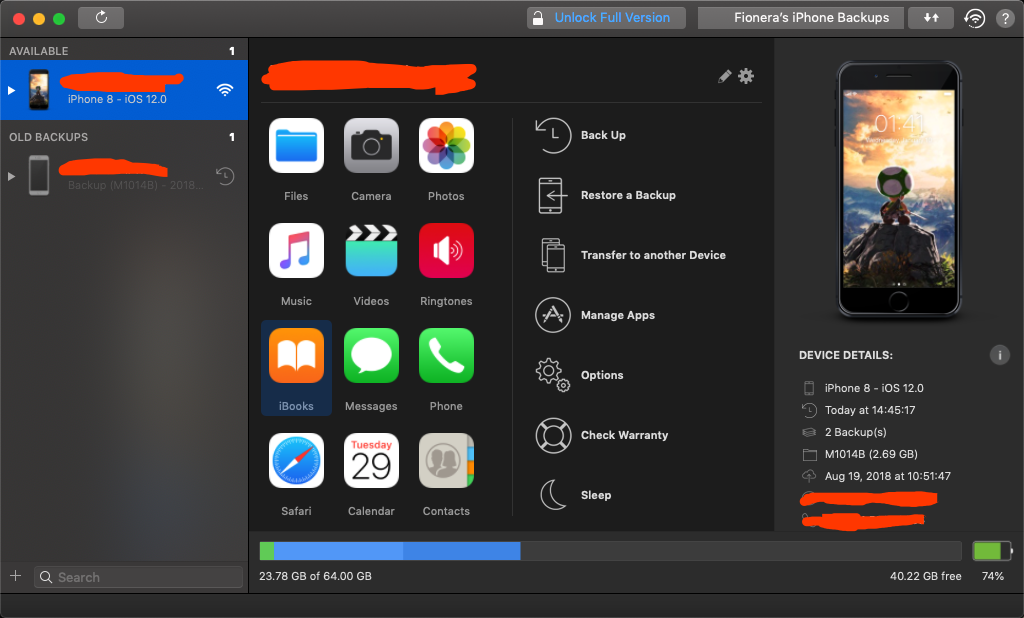 Unlock Full Version
Fionera's iPhone Backups
?
AVAILABLE 1
iPhone 8 - iOS 12.0
OLD BACKUPS 1
Backup (M1014B) - 2018...
Files
Camera
Photos
Music
Videos
Ringtones
iBooks
Messages
Phone
Tuesday
29
Safari
Calendar
Contacts
Back Up
Restore a Backup
Transfer to another Device
Manage Apps
Options
Check Warranty
Sleep
01:41
DEVICE DETAILS:
i
iPhone 8 - iOS 12.0
Today at 14:45:17
2 Backup(s)
M1014B (2.69 GB)
Aug 19, 2018 at 10:51:47
Search
23.78 GB of 64.00 GB
40.22 GB free
74%